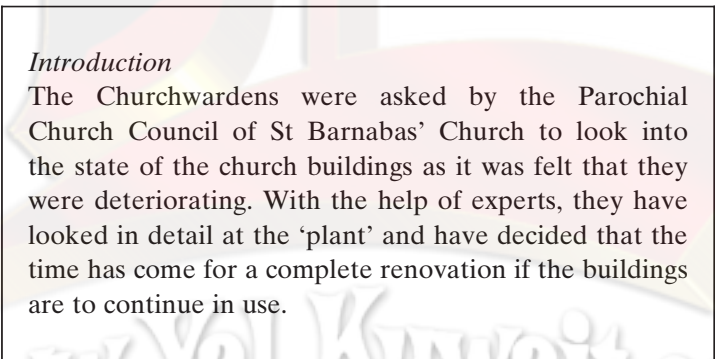 Introduction
The Churchwardens were asked by the Parochial
Church Council of St Barnabas' Church to look into
the state of the church buildings as it was felt that they
were deteriorating. With the help of experts, they have
looked in detail at the ‘plant’ and have decided that the
time has come for a complete renovation if the buildings
are to continue in use.